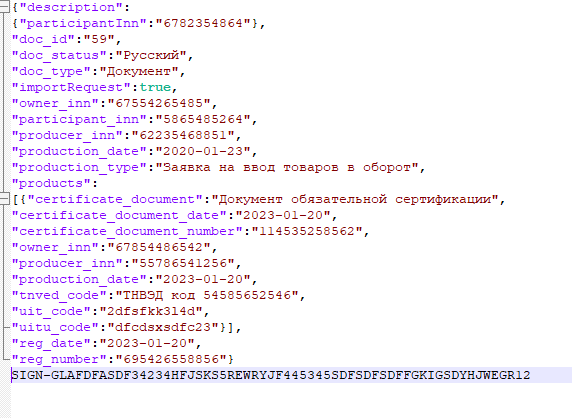 {"description":
{"participantInn":"6782354864"},
"doc_id":"59",
"doc_status":"Русский",
"doc_type":"Документ",
"importRequest":true,
"owner_inn":"67554265485",
"participant_inn":"5865485264",
"producer_inn":"62235468851",
"production_date":"2020-01-23",
"production_type":"Заявка на ввод товаров в оборот",
"products":
[{"certificate_document":"Документ обязательной сертификации",
"certificate_document_date":"2023-01-20",
"certificate_document_number":"114535258562",
"owner_inn":"67854486542",
"producer_inn":"55786541256",
"production_date":"2023-01-20",
"tnved_code":"ТНВЭД код 54585652546",
"uit_code":"2dfsfkk314d",
"uitu_code":"dfcdsxsdfc23"}],
"reg_date":"2023-01-20",
"reg_number":"695426558856"}
SIGN-GLAFDFASDF34234HFJSKS5REWRYJF445345SDFSDFSDFFGKIGSDYHJWEGR12